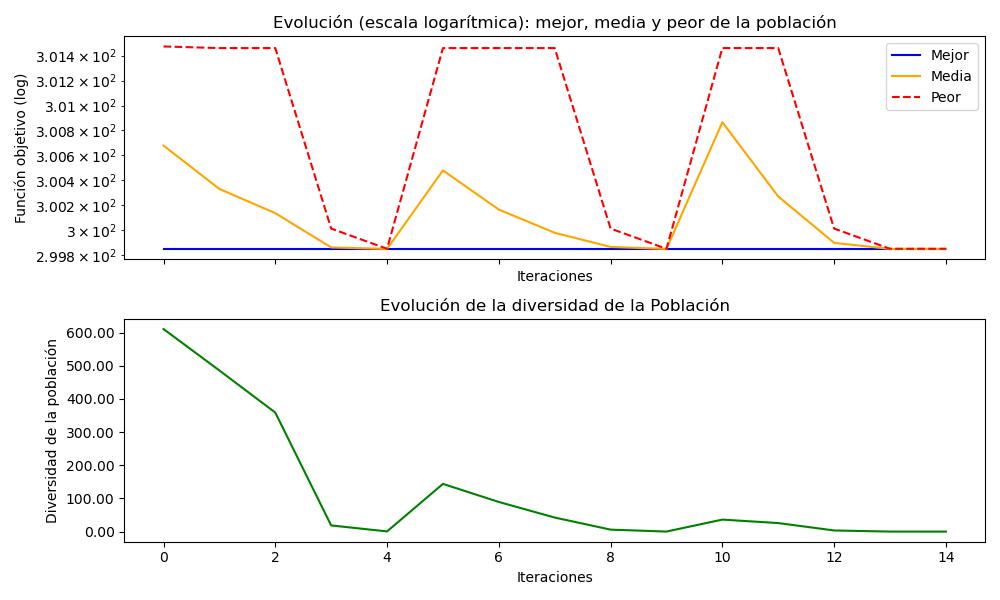 Evolución (escala logarítmica): mejor, media y peor de la población
Función objetivo (log)
3.014 × 10²
3.012 × 10²
3.01 × 10²
3.008 × 10²
3.006 × 10²
3.004 × 10²
3.002 × 10²
3 × 10²
2.998 × 10²
Mejor
Media
Peor
Iteraciones
Evolución de la diversidad de la Población
Diversidad de la población
600.00
500.00
400.00
300.00
200.00
100.00
0.00
0 2 4 6 8 10 12 14
Iteraciones